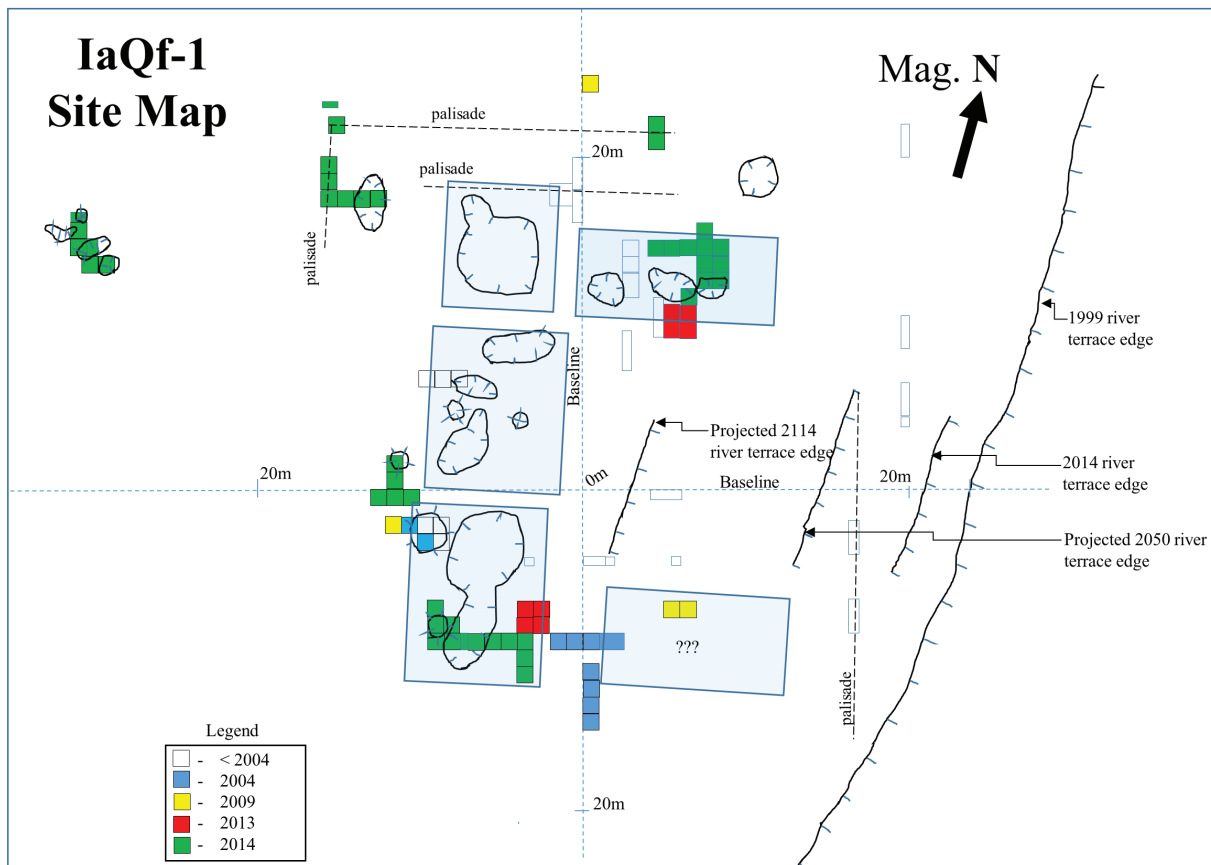 IaQf-1
Site Map
Mag. N
palisade
20m
palisade
palisade
1999 river
terrace edge
Baseline
Projected 2114
river terrace edge
2014 river
terrace edge
20m
0m
Baseline
20m
Projected 2050 river
terrace edge
???
palisade
Legend
- < 2004
- 2004
- 2009
- 2013
- 2014
20m